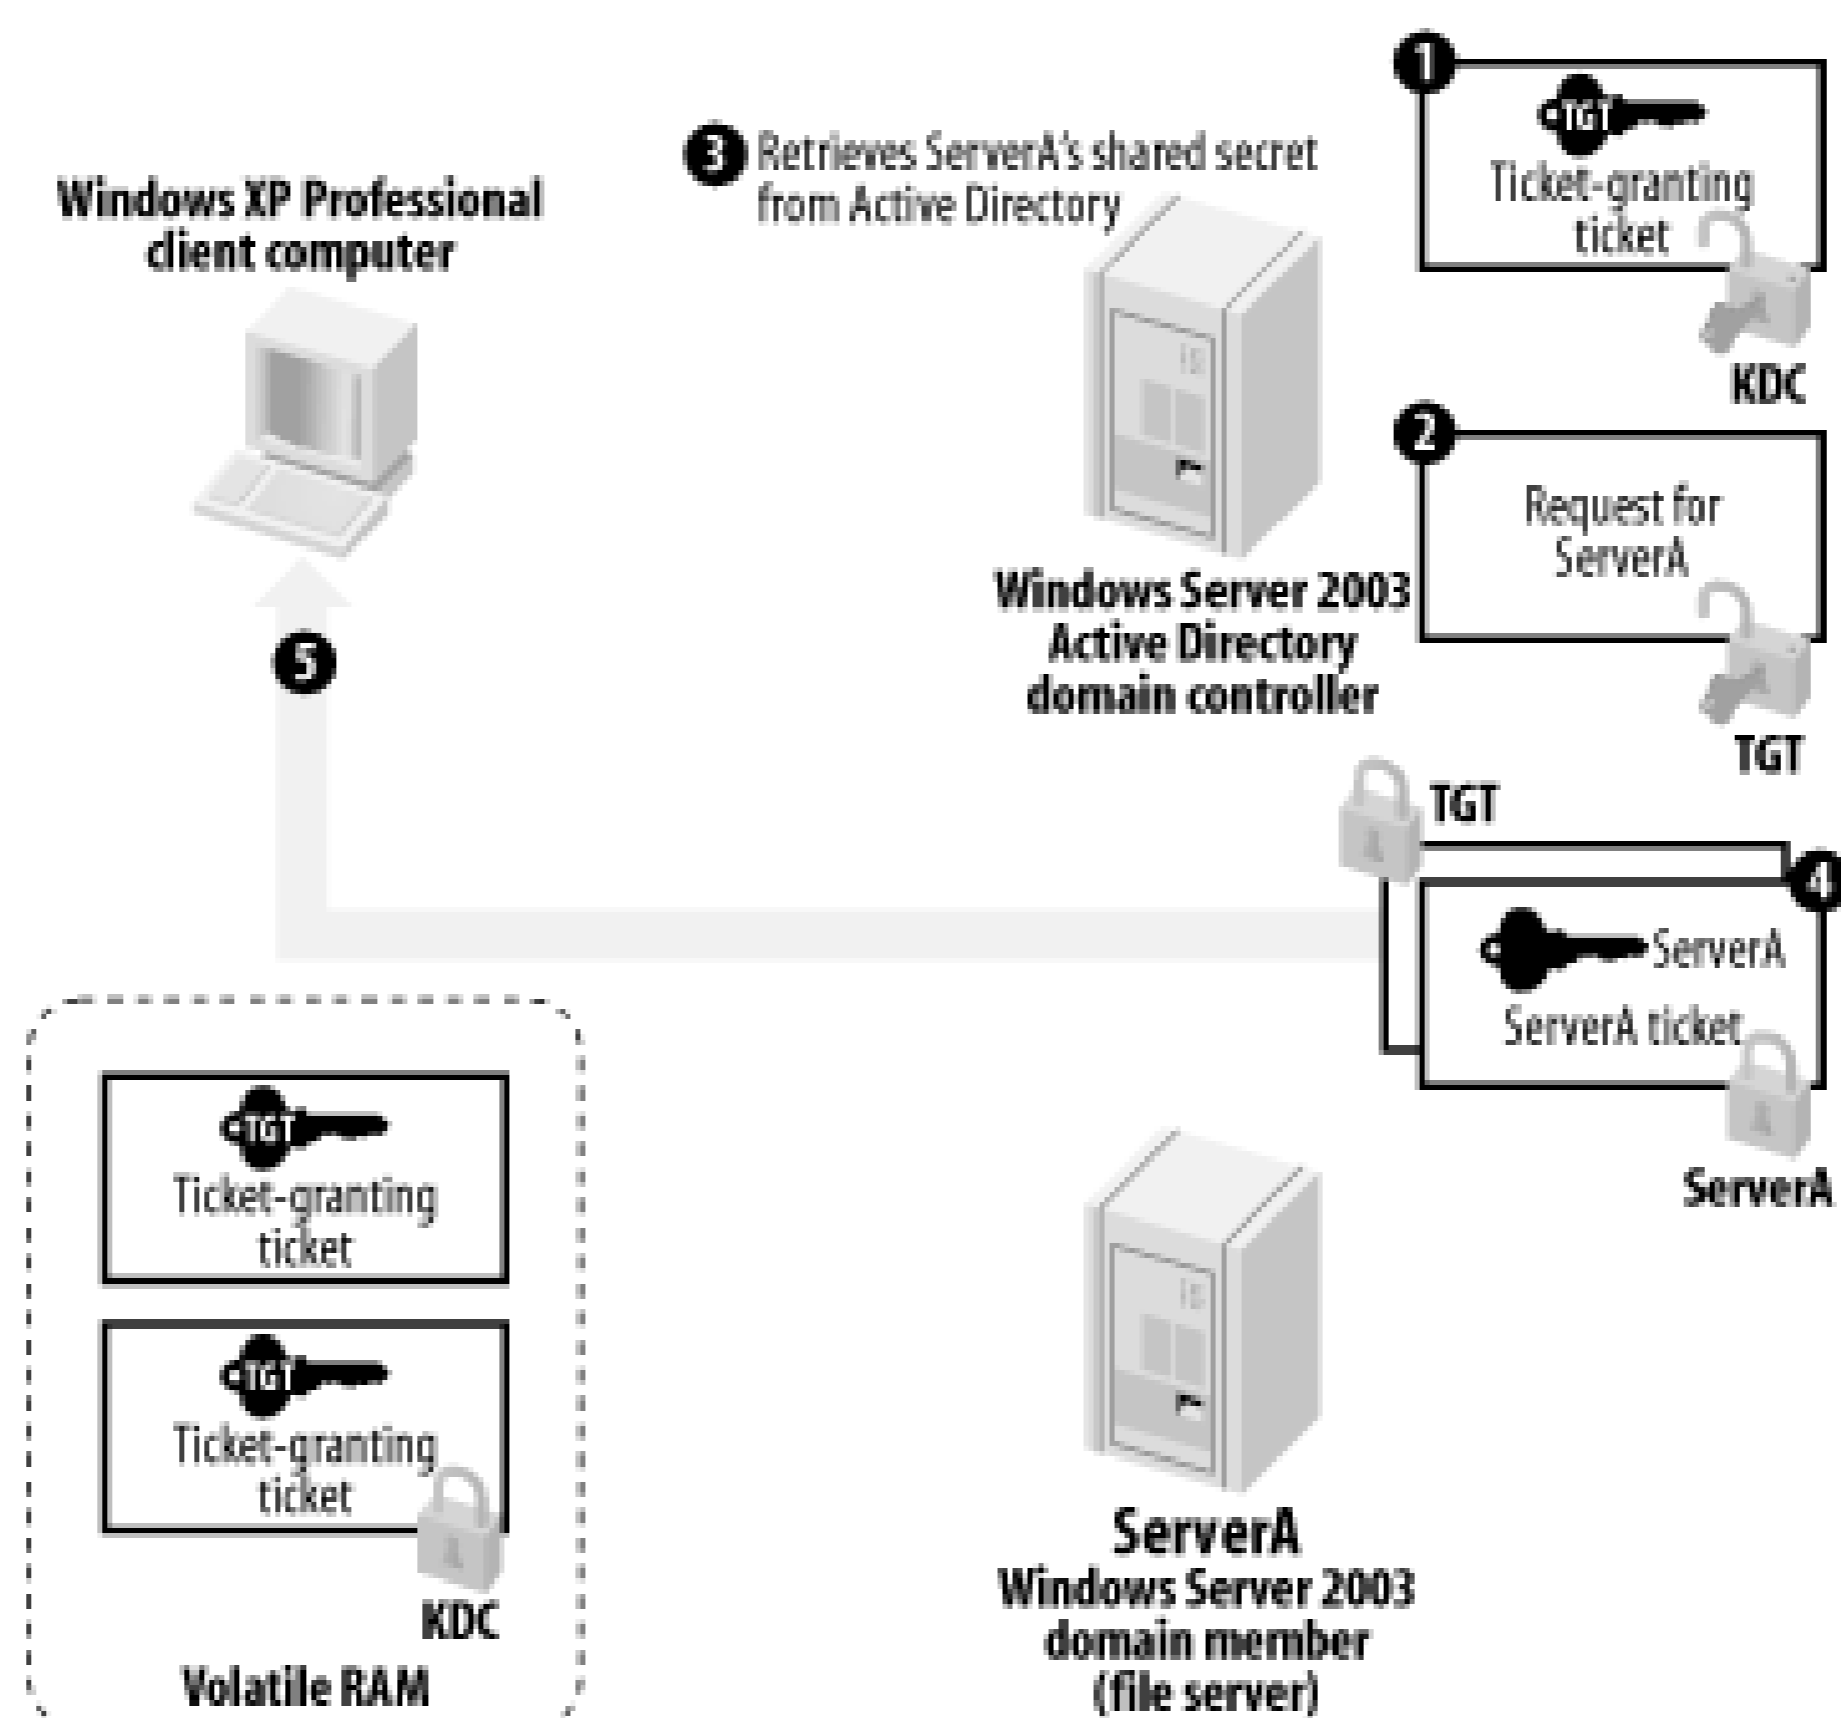 Windows XP Professional
client computer
3 Retrieves ServerA's shared secret
from Active Directory
1
TGT
Ticket-granting
ticket
KDC
Windows Server 2003
Active Directory
domain controller
2
Request for
ServerA
TGT
5
TGT
4
ServerA
ServerA ticket
ServerA
TGT
Ticket-granting
ticket
TGT
Ticket-granting
ticket
KDC
Volatile RAM
ServerA
Windows Server 2003
domain member
(file server)